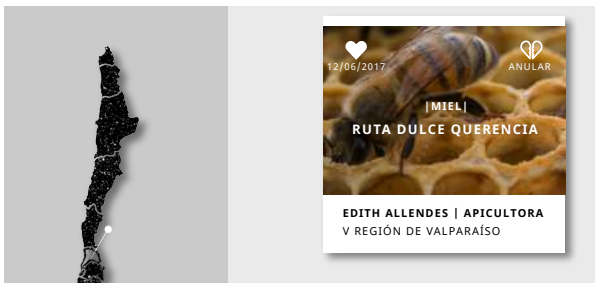 12/06/2017
ANULAR
|MIEL|
RUTA DULCE QUERENCIA
EDITH ALLENDES | APICULTORA
V REGIÓN DE VALPARAÍSO